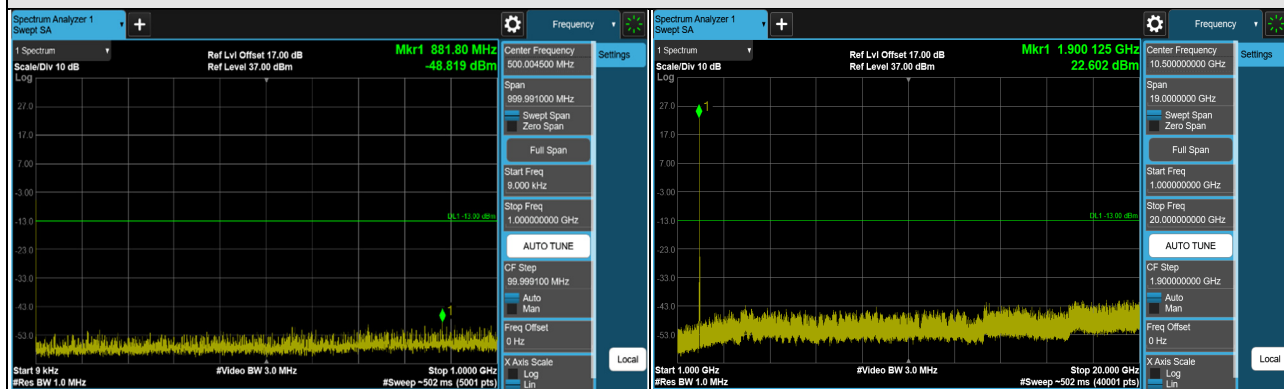 Spectrum Analyzer 1
Swept SA
+
Frequency
1 Spectrum
Scale/Div 10 dB
Log
Ref Lvl Offset 17.00 dB
Ref Level 37.00 dBm
Mkr1 881.80 MHz
-48.819 dBm
27.0
17.0
7.00
-3.00
-13.0
-23.0
-33.0
-43.0
-53.0
DL1 -13.00 dBm
1
Start 9 kHz
#Res BW 1.0 MHz
#Video BW 3.0 MHz
Stop 1.0000 GHz
#Sweep ~502 ms (5001 pts)
Center Frequency
500.004500 MHz
Span
999.991000 MHz
Swept Span
Zero Span
Full Span
Start Freq
9.000 kHz
Stop Freq
1.000000000 GHz
AUTO TUNE
CF Step
99.999100 MHz
Auto
Man
Freq Offset
0 Hz
X Axis Scale
Log
Lin
Settings
Local
Spectrum Analyzer 1
Swept SA
+
Frequency
1 Spectrum
Scale/Div 10 dB
Log
Ref Lvl Offset 17.00 dB
Ref Level 37.00 dBm
Mkr1 1.900 125 GHz
22.602 dBm
27.0
17.0
7.00
-3.00
-13.0
-23.0
-33.0
-43.0
-53.0
DL1 -13.00 dBm
1
Start 1.000 GHz
#Res BW 1.0 MHz
#Video BW 3.0 MHz
Stop 20.000 GHz
#Sweep ~502 ms (40001 pts)
Center Frequency
10.500000000 GHz
Span
19.0000000 GHz
Swept Span
Zero Span
Full Span
Start Freq
1.000000000 GHz
Stop Freq
20.000000000 GHz
AUTO TUNE
CF Step
1.900000000 GHz
Auto
Man
Freq Offset
0 Hz
X Axis Scale
Log
Lin
Settings
Local